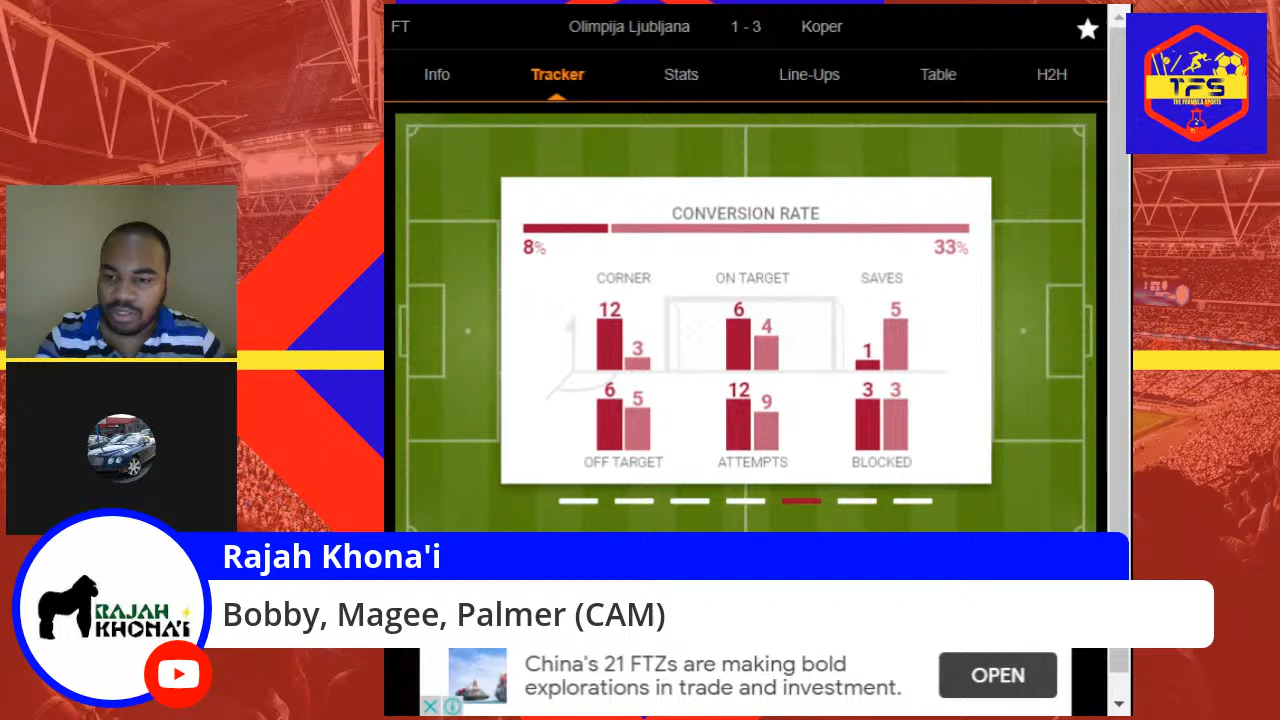 FT
Olimpija Ljubljana 1 - 3 Koper
Info Tracker Stats Line-Ups Table H2H
TFS
THE FORMULA SPORTS
CONVERSION RATE
8% 33%
CORNER ON TARGET SAVES
12 3 6 4 1 5
6 5 12 9 3 3
OFF TARGET ATTEMPTS BLOCKED
Rajah Khona'i
RAJAH
KHONA'I
Bobby, Magee, Palmer (CAM)
China's 21 FTZs are making bold
explorations in trade and investment.
OPEN